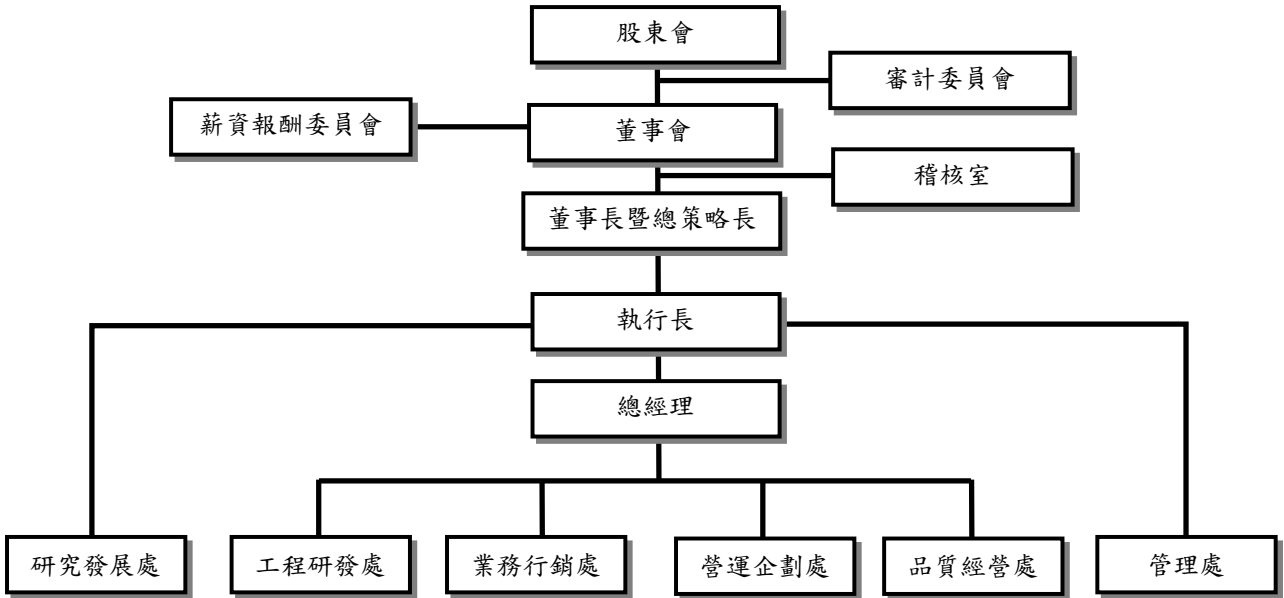 股東會
審計委員會
薪資報酬委員會
董事會
稽核室
董事長暨總策略長
執行長
總經理
研究發展處
工程研發處
業務行銷處
營運企劃處
品質經營處
管理處